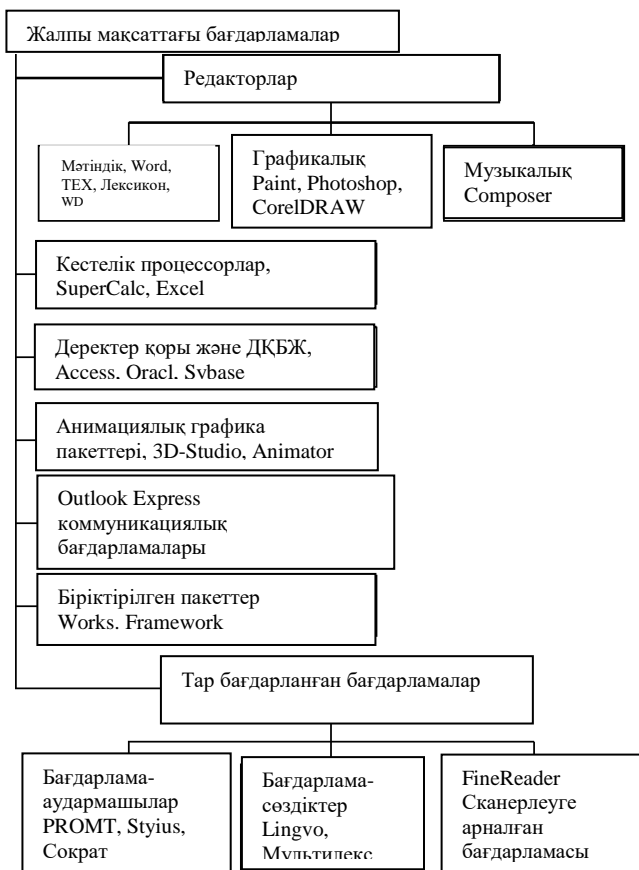 Жалпы мақсаттағы бағдарламалар
Редакторлар
Мәтіндік, Word,
TEX, Лексикон,
WD
Графикалық
Paint, Photoshop,
CorelDRAW
Музыкалық
Composer
Кестелік процессорлар,
SuperCalc, Excel
Деректер қоры және ДҚБЖ,
Access. Oracl. Sybase
Анимациялық графика
пакеттері, 3D-Studio, Animator
Outlook Express
коммуникациялық
бағдарламалары
Біріктірілген пакеттер
Works. Framework
Тар бағдарланған бағдарламалар
Бағдарлама-
аудармашылар
PROMT, Styius,
Сократ
Бағдарлама-
сөздіктер
Lingvo,
Мультилекс
FineReader
Сканерлеуге
арналған
бағдарламасы